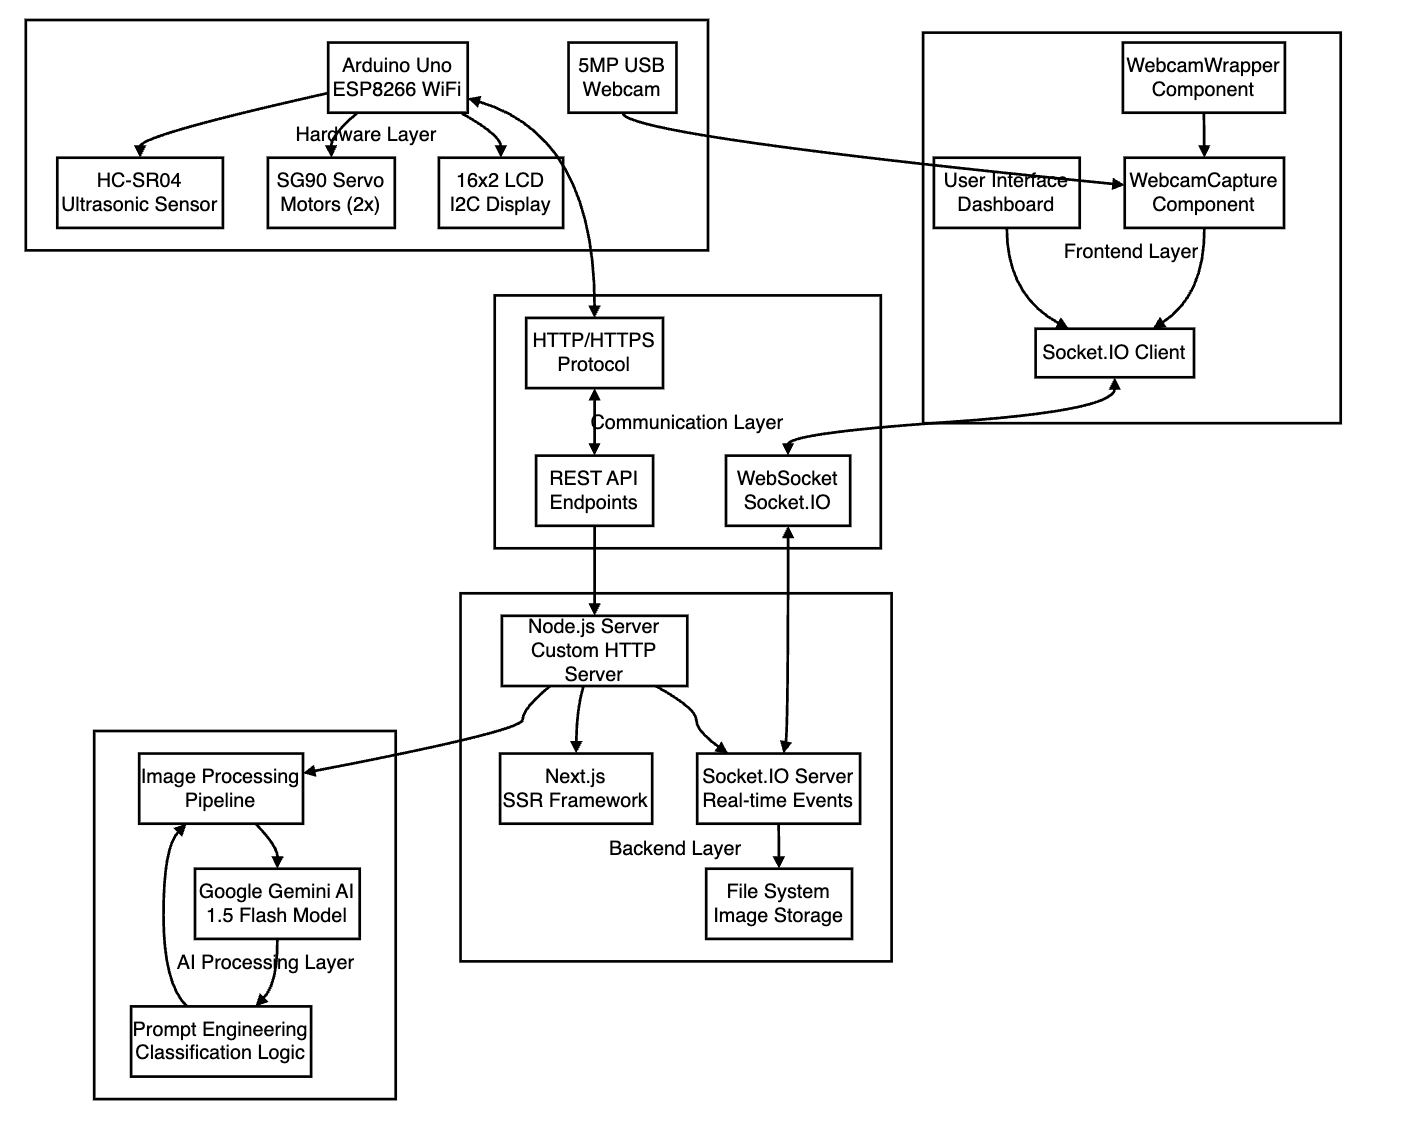 Arduino Uno
ESP8266 WiFi
5MP USB
Webcam
Hardware Layer
HC-SR04
Ultrasonic Sensor
SG90 Servo
Motors (2x)
16x2 LCD
I2C Display
WebcamWrapper
Component
User Interface
Dashboard
WebcamCapture
Component
Frontend Layer
Socket.IO Client
HTTP/HTTPS
Protocol
Communication Layer
REST API
Endpoints
WebSocket
Socket.IO
Node.js Server
Custom HTTP
Server
Next.js
SSR Framework
Socket.IO Server
Real-time Events
Backend Layer
File System
Image Storage
Image Processing
Pipeline
Google Gemini AI
1.5 Flash Model
AI Processing Layer
Prompt Engineering
Classification Logic